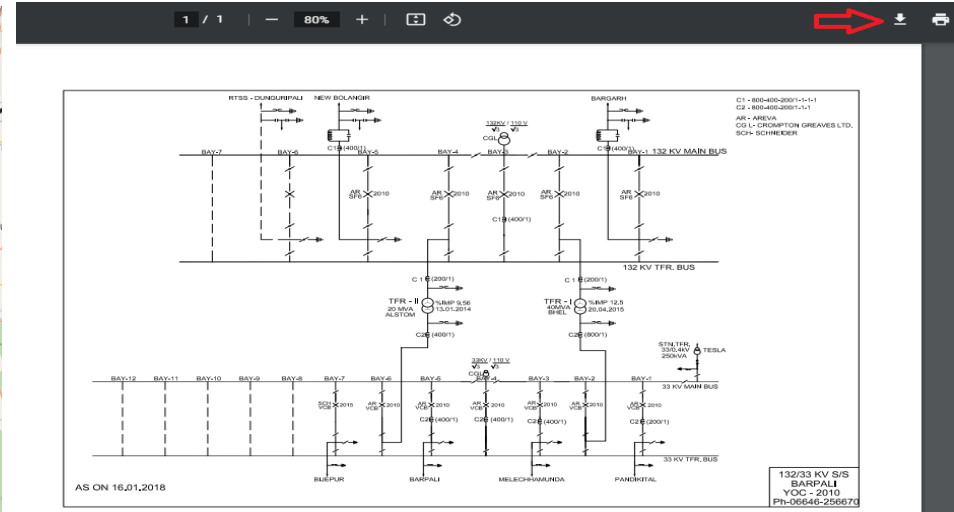 1 / 1 80%
RTSS - DUNGURIPALI NEW BOLANGIR BARGARH
C1 - 800-400-200/1-1-1-1
C2 - 800-400-200/1-1-1
AR - AREVA
CG L- CROMPTON GREAVES LTD.
SCH- SCHNEIDER
132KV / 110 V
√3 √3
CGL
C1 (400/1) C1 (400/1)
BAY-7 BAY-6 BAY-5 BAY-4 BAY-3 BAY-2 BAY-1 132 KV MAIN BUS
AR 2010 AR 2010 AR 2010 AR 2010 AR 2010
SF6 SF6 SF6 SF6 SF6
C1 (400/1)
132 KV TFR. BUS
C 1 (200/1) C 1 (200/1)
TFR - II %IMP 9,56 TFR - I %IMP 12,5
20 MVA 13.01.2014 40MVA 20,04,2015
ALSTOM BHEL
C2 (400/1) C2 (800/1)
STN.TFR.
33/0,4kV TESLA
250kVA
33KV / 110 V
√3 √3
CGL
BAY-12 BAY-11 BAY-10 BAY-9 BAY-8 BAY-7 BAY-6 BAY-5 BAY-4 BAY-3 BAY-2 BAY-1
33 KV MAIN BUS
SCH 2015 AR 2010 AR 2010 AR 2010 AR 2010 AR 2010 AR 2010
VCB VCB VCB VCB VCB VCB VCB
C2 (400/1) C2 (400/1) C2 (400/1) C2 (200/1)
33 KV TFR, BUS
BIJEPUR BARPALI MELECHHAMUNDA PANDIKITAL
AS ON 16.01.2018
132/33 KV S/S
BARPALI
YOC - 2010
Ph-06646-256670